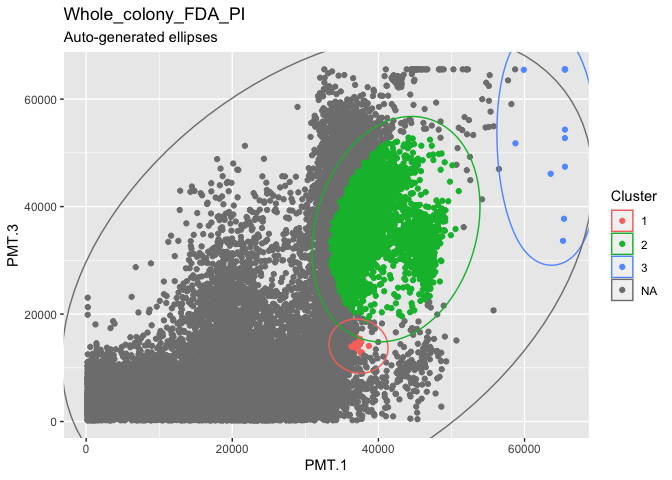 Whole_colony_FDA_PI
Auto-generated ellipses
PMT.3
60000
40000
20000
0
0 20000 40000 60000
PMT.1
Cluster
1
2
3
NA